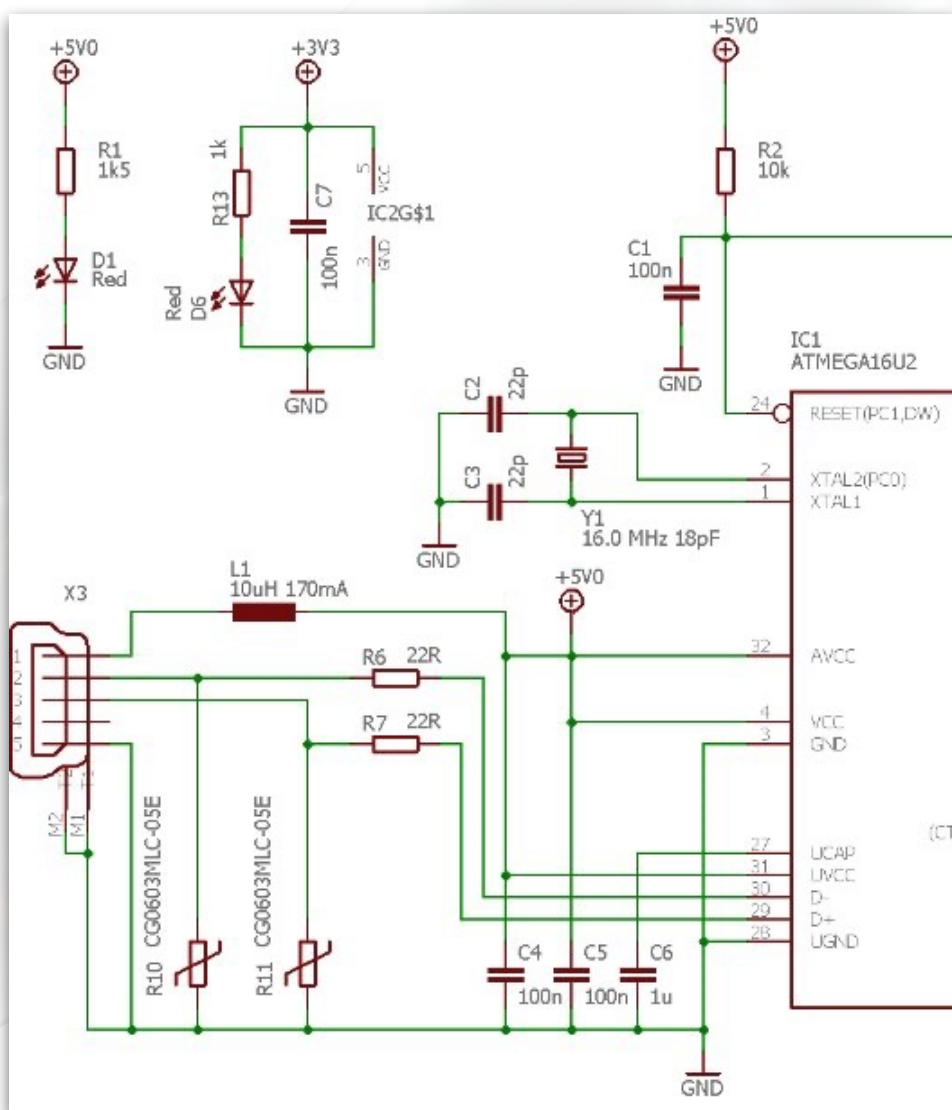 +5V0
R1
1k5
D1
Red
GND
+3V3
1k
R13
C7
100n
5
VCC
IC2G$1
3
GND
Red
D6
GND
+5V0
R2
10k
C1
100n
GND
IC1
ATMEGA16U2
24
RESET(PC1,DW)
C2
22p
C3
22p
2
XTAL2(PC0)
1
XTAL1
GND
Y1
16.0 MHz 18pF
L1
10uH 170mA
+5V0
X3
1
2
3
4
5
M2
M1
R6
22R
R7
22R
32
AVCC
4
VCC
3
GND
R10
CG0603MLC-05E
R11
CG0603MLC-05E
27
UCAP
31
UVCC
30
D-
29
D+
28
UGND
(CT
C4
100n
C5
100n
C6
1u
GND